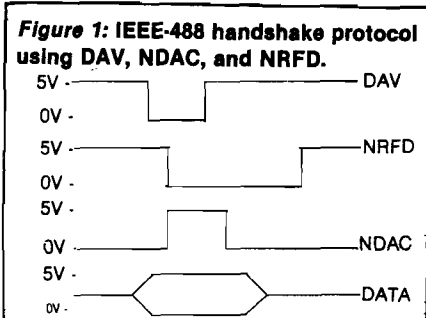 Figure 1: IEEE-488 handshake protocol
using DAV, NDAC, and NRFD.
5V - DAV
0V -
5V - NRFD
0V -
5V -
0V - NDAC
5V -
DATA
0V -